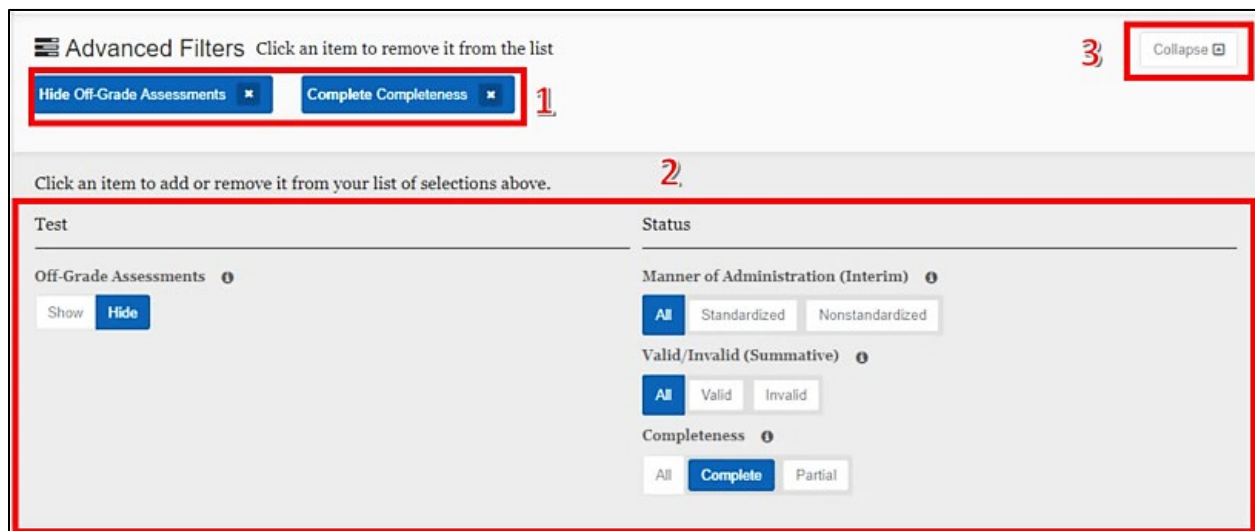 Advanced Filters Click an item to remove it from the list
3
Collapse
Hide Off-Grade Assessments ×
Complete Completeness ×
1
Click an item to add or remove it from your list of selections above.
2
Test
Off-Grade Assessments
Show Hide
Status
Manner of Administration (Interim)
All Standardized Nonstandardized
Valid/Invalid (Summative)
All Valid Invalid
Completeness
All Complete Partial